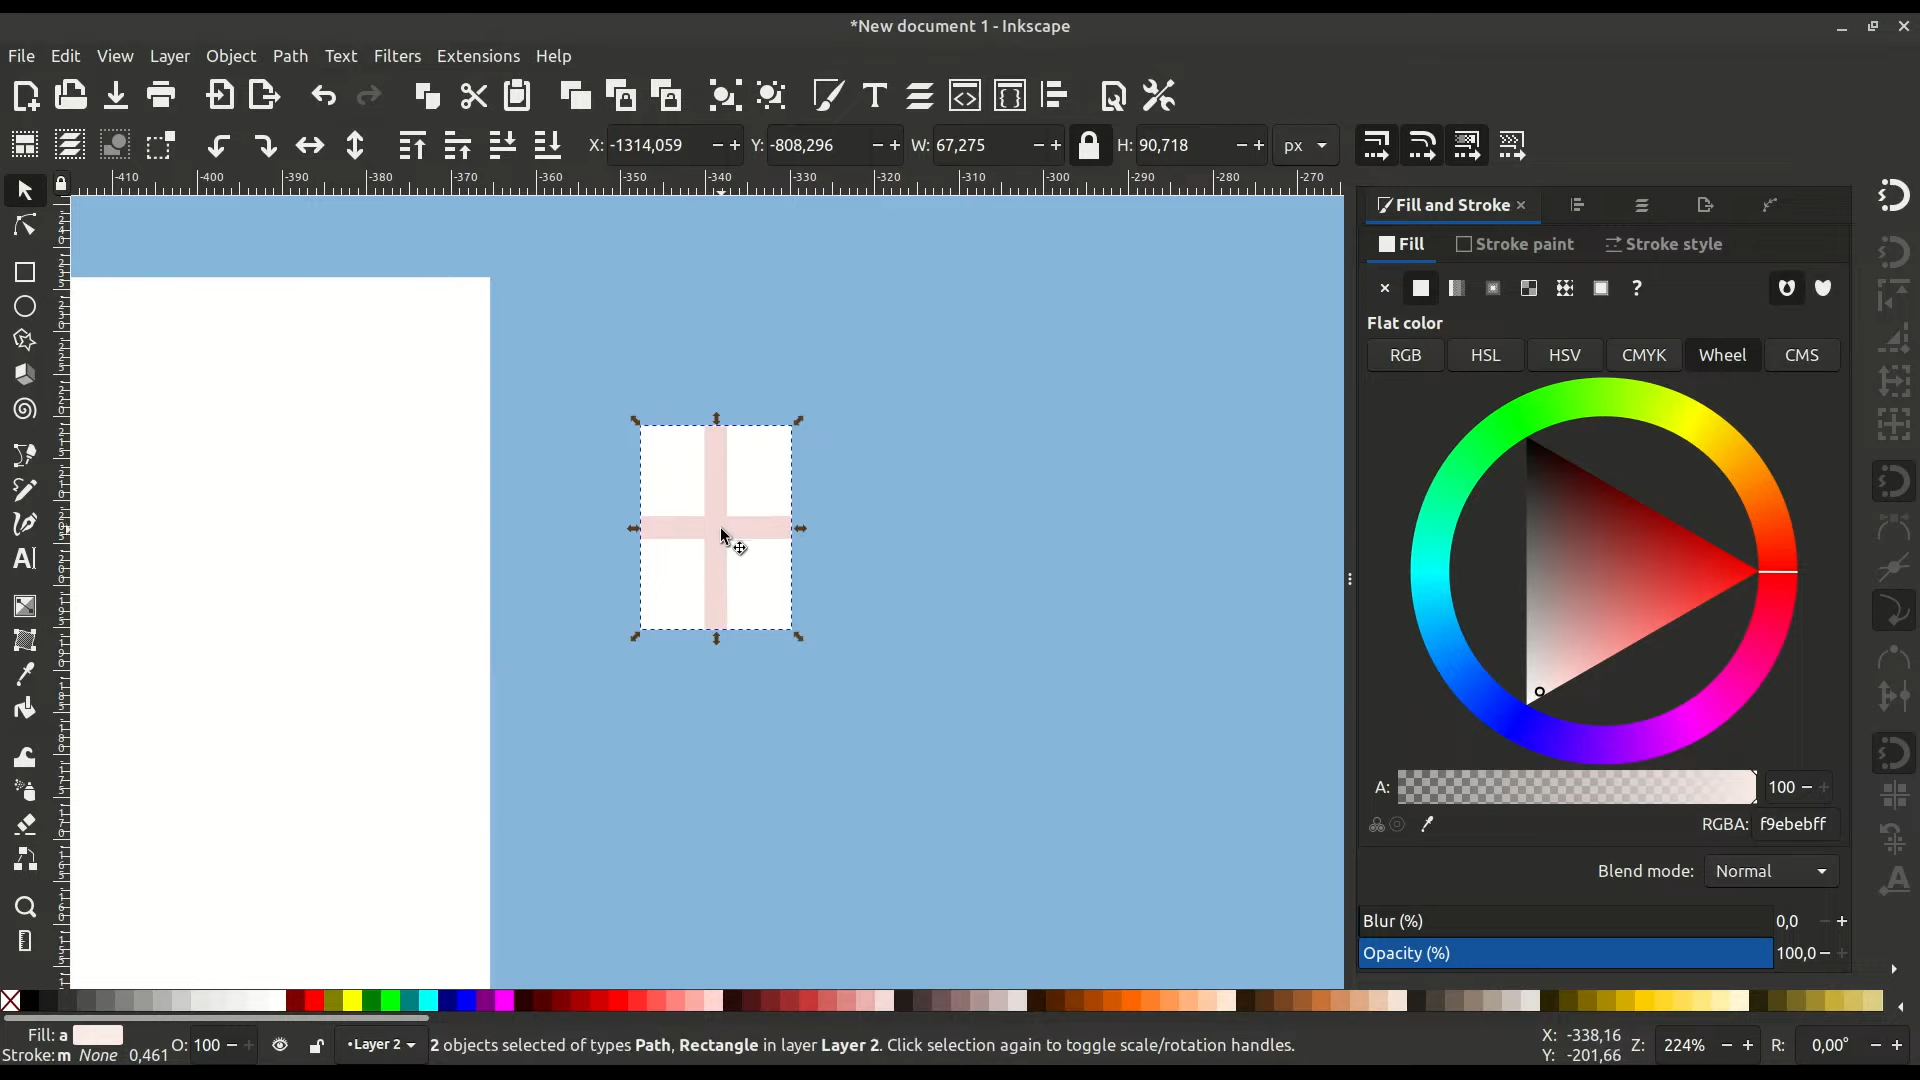 *New document 1 - Inkscape
File Edit View Layer Object Path Text Filters Extensions Help
X: -1314,059 Y: -808,296 W: 67,275 H: 90,718 px
-410 -400 -390 -380 -370 -360 -350 -340 -330 -320 -310 -300 -290 -280 -270
Fill and Stroke
Fill Stroke paint Stroke style
Flat color
RGB HSL HSV CMYK Wheel CMS
A: 100
RGBA: f9ebebff
Blend mode: Normal
Blur (%) 0,0
Opacity (%) 100,0
Fill: a
Stroke: m None 0,461
O: 100
•Layer 2
2 objects selected of types Path, Rectangle in layer Layer 2. Click selection again to toggle scale/rotation handles.
X: -338,16
Y: -201,66
Z: 224% R: 0,00°